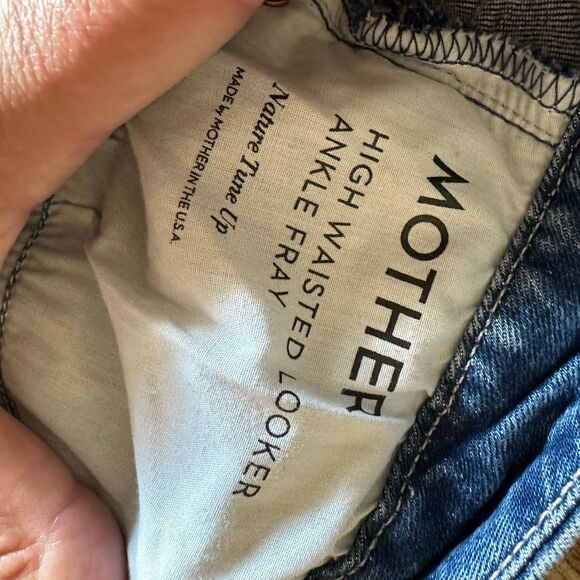 MOTHER
HIGH WAISTED LOOKER
ANKLE FRAY
Nature Tune Up
MADE by MOTHER IN THE U.S.A.